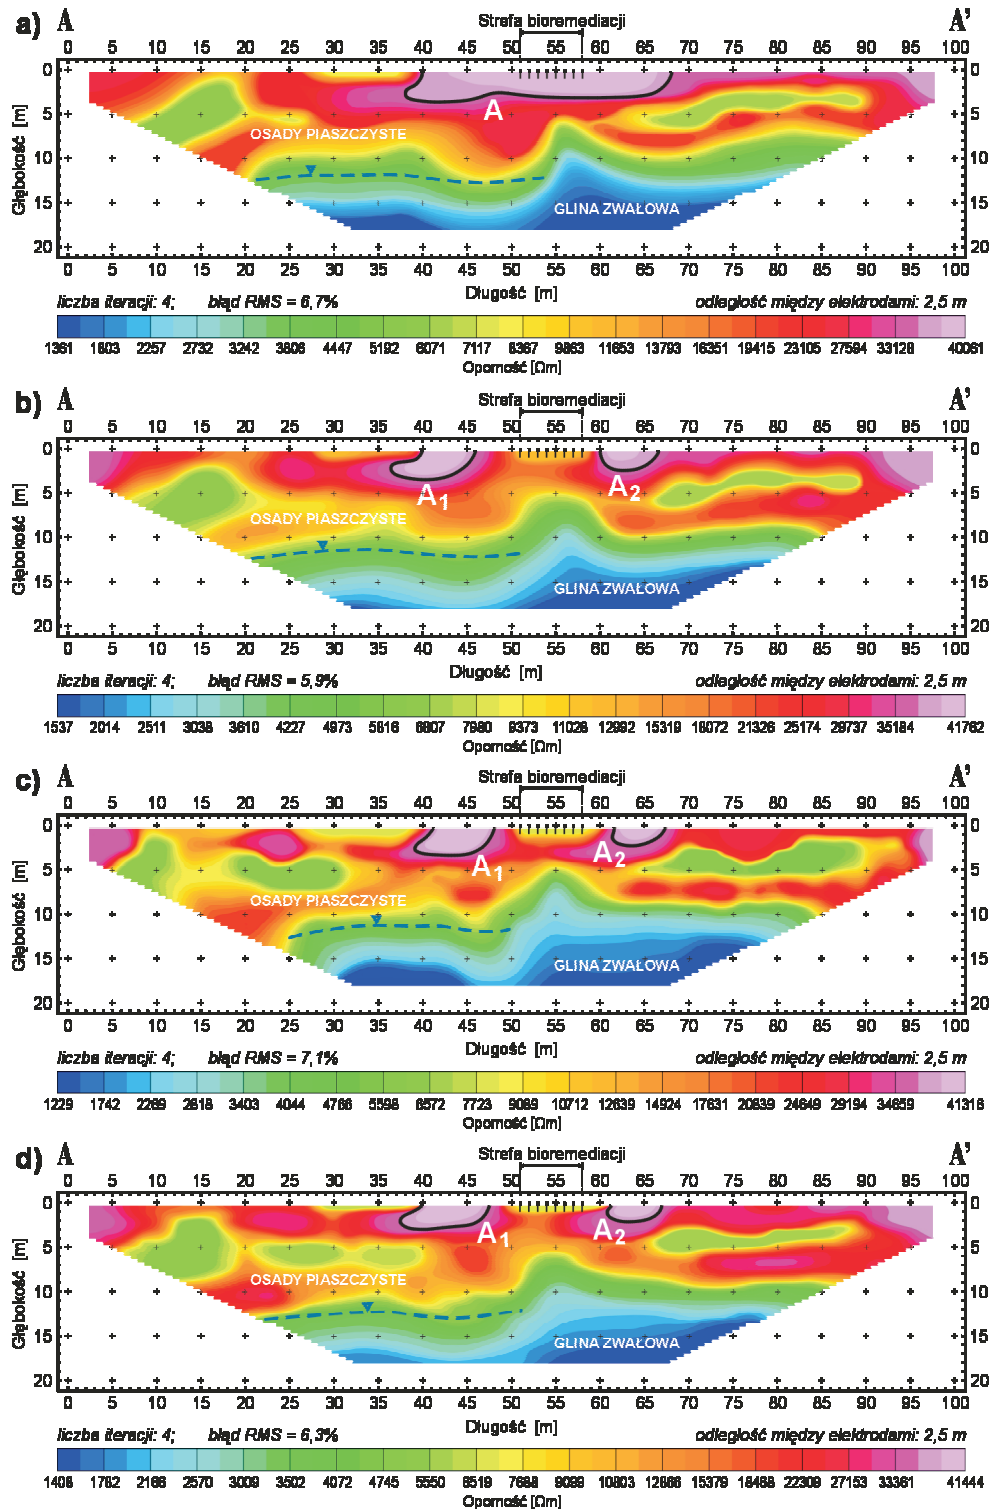 a) A Strefa bioremediacji A'
0 5 10 15 20 25 30 35 40 45 50 55 60 65 70 75 80 85 90 95 100
0 5 10 15 20
Głębokość [m]
A
OSADY PIASZCZYSTE
GLINA ZWAŁOWA
0 5 10 15 20
0 5 10 15 20 25 30 35 40 45 50 55 60 65 70 75 80 85 90 95 100
Długość [m]
liczba iteracji: 4; błąd RMS = 6,7% odległość między elektrodami: 2,5 m
1361 1803 2257 2732 3242 3806 4447 5192 6071 7117 8367 9863 11653 13793 16351 19415 23105 27594 33128 40061
Oporność [Ωm]
b) A Strefa bioremediacji A'
0 5 10 15 20 25 30 35 40 45 50 55 60 65 70 75 80 85 90 95 100
0 5 10 15 20
Głębokość [m]
A1 A2
OSADY PIASZCZYSTE
GLINA ZWAŁOWA
0 5 10 15 20
0 5 10 15 20 25 30 35 40 45 50 55 60 65 70 75 80 85 90 95 100
Długość [m]
liczba iteracji: 4; błąd RMS = 5,9% odległość między elektrodami: 2,5 m
1537 2014 2511 3038 3610 4227 4973 5816 6807 7980 9373 11028 12992 15319 18072 21326 25174 29737 35184 41762
Oporność [Ωm]
c) A Strefa bioremediacji A'
0 5 10 15 20 25 30 35 40 45 50 55 60 65 70 75 80 85 90 95 100
0 5 10 15 20
Głębokość [m]
A1 A2
OSADY PIASZCZYSTE
GLINA ZWAŁOWA
0 5 10 15 20
0 5 10 15 20 25 30 35 40 45 50 55 60 65 70 75 80 85 90 95 100
Długość [m]
liczba iteracji: 4; błąd RMS = 7,1% odległość między elektrodami: 2,5 m
1229 1742 2269 2818 3403 4044 4766 5598 6572 7723 9089 10712 12639 14924 17631 20839 24649 29194 34659 41316
Oporność [Ωm]
d) A Strefa bioremediacji A'
0 5 10 15 20 25 30 35 40 45 50 55 60 65 70 75 80 85 90 95 100
0 5 10 15 20
Głębokość [m]
A1 A2
OSADY PIASZCZYSTE
GLINA ZWAŁOWA
0 5 10 15 20
0 5 10 15 20 25 30 35 40 45 50 55 60 65 70 75 80 85 90 95 100
Długość [m]
liczba iteracji: 4; błąd RMS = 6,3% odległość między elektrodami: 2,5 m
1408 1782 2166 2570 3009 3502 4072 4745 5550 6519 7688 9099 10803 12866 15379 18468 22309 27153 33361 41444
Oporność [Ωm]